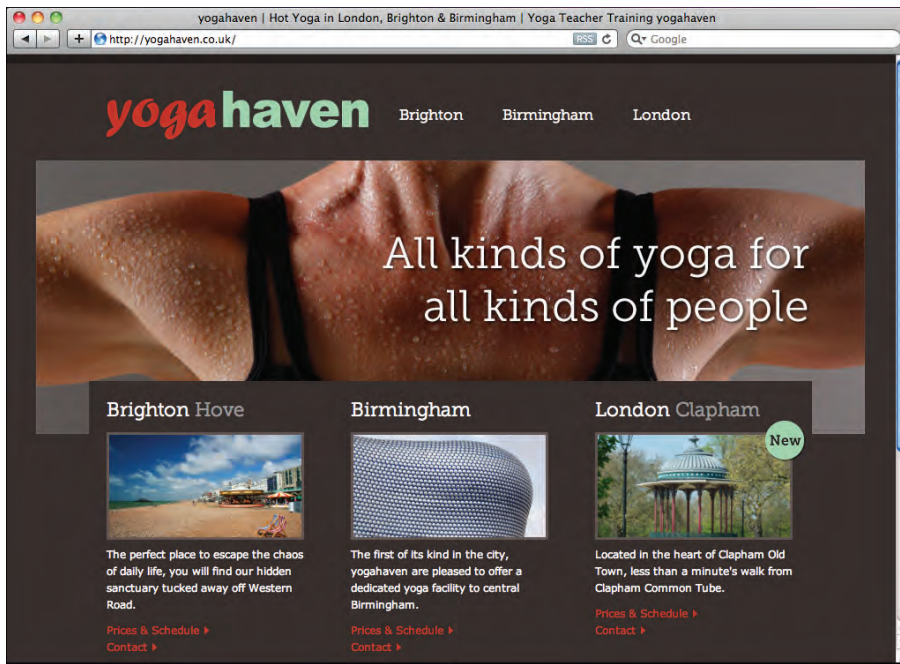 yogahaven | Hot Yoga in London, Brighton & Birmingham | Yoga Teacher Training yogahaven
http://yogahaven.co.uk/
RSS
Google
yogahaven
Brighton
Birmingham
London
All kinds of yoga for
all kinds of people
Brighton Hove
The perfect place to escape the chaos
of daily life, you will find our hidden
sanctuary tucked away off Western
Road.
Prices & Schedule
Contact
Birmingham
The first of its kind in the city,
yogahaven are pleased to offer a
dedicated yoga facility to central
Birmingham.
Prices & Schedule
Contact
London Clapham
New
Located in the heart of Clapham Old
Town, less than a minute's walk from
Clapham Common Tube.
Prices & Schedule
Contact